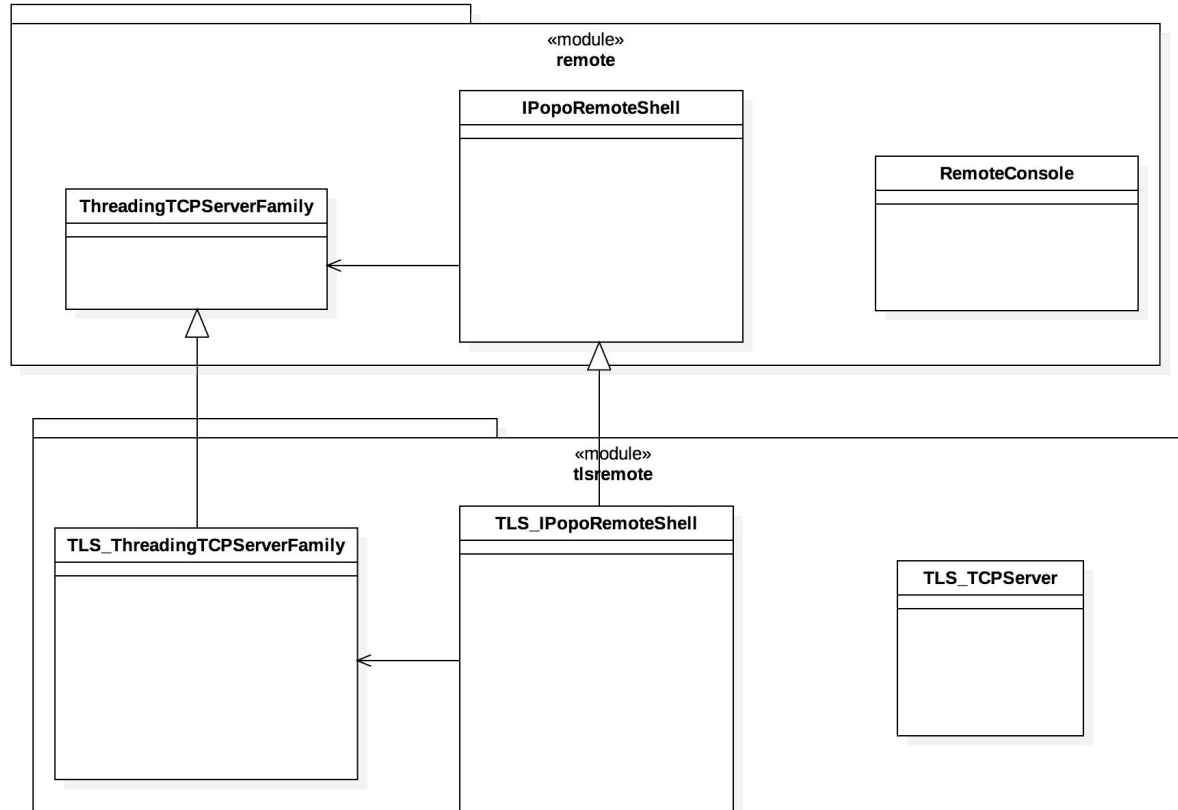 «module»
remote
IPopoRemoteShell
RemoteConsole
ThreadingTCPServerFamily
«module»
tlsremote
TLS_IPopoRemoteShell
TLS_ThreadingTCPServerFamily
TLS_TCPServer